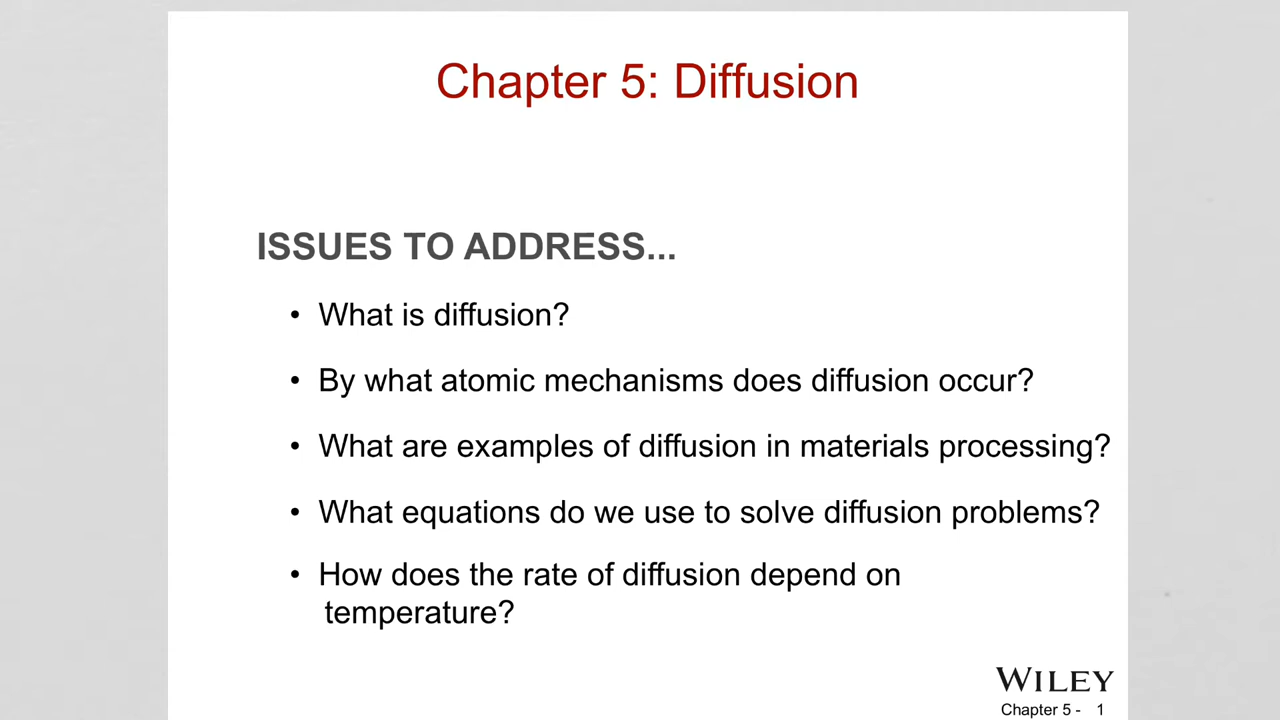 Chapter 5: Diffusion
ISSUES TO ADDRESS...
• What is diffusion?
• By what atomic mechanisms does diffusion occur?
• What are examples of diffusion in materials processing?
• What equations do we use to solve diffusion problems?
• How does the rate of diffusion depend on
temperature?
WILEY
Chapter 5 - 1